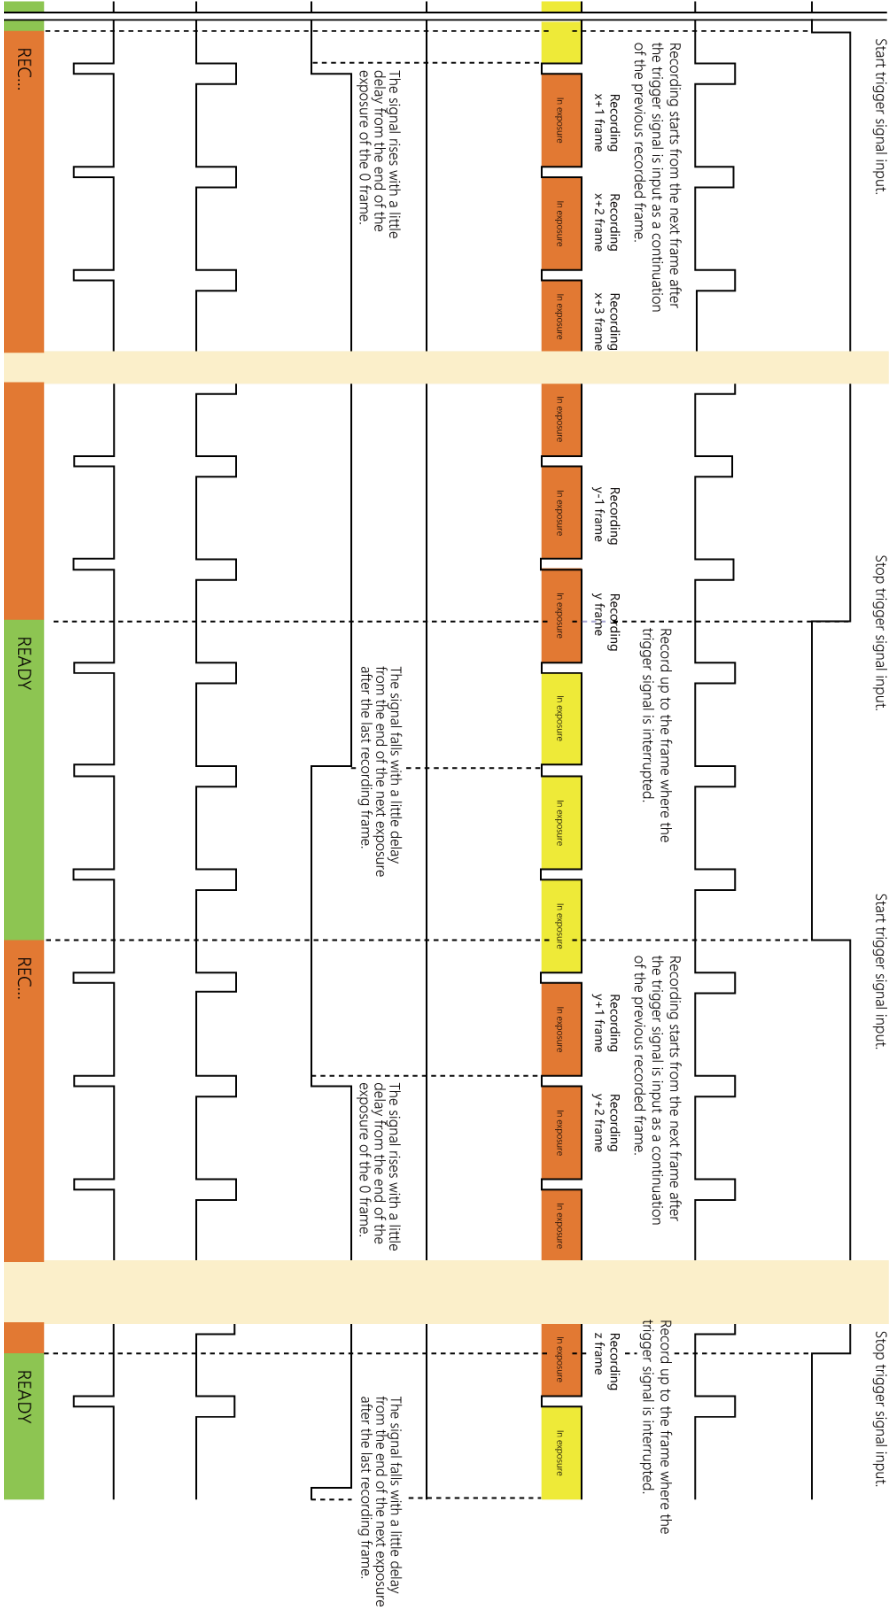 Start trigger signal input.
Stop trigger signal input.
Start trigger signal input.
Stop trigger signal input.
Recording starts from the next frame after
the trigger signal is input as a continuation
of the previous recorded frame.
Record up to the frame where the
trigger signal is interrupted.
Recording starts from the next frame after
the trigger signal is input as a continuation
of the previous recorded frame.
Record up to the frame where the
trigger signal is interrupted.
Recording
x+1 frame
Recording
x+2 frame
Recording
x+3 frame
Recording
y-1 frame
Recording
y frame
Recording
y+1 frame
Recording
y+2 frame
Recording
z frame
In exposure
In exposure
In exposure
In exposure
In exposure
In exposure
In exposure
In exposure
In exposure
In exposure
In exposure
In exposure
In exposure
In exposure
The signal rises with a little
delay from the end of the
exposure of the 0 frame.
The signal falls with a little delay
from the end of the next exposure
after the last recording frame.
The signal rises with a little
delay from the end of the
exposure of the 0 frame.
The signal falls with a little delay
from the end of the next exposure
after the last recording frame.
REC...
READY
REC...
READY